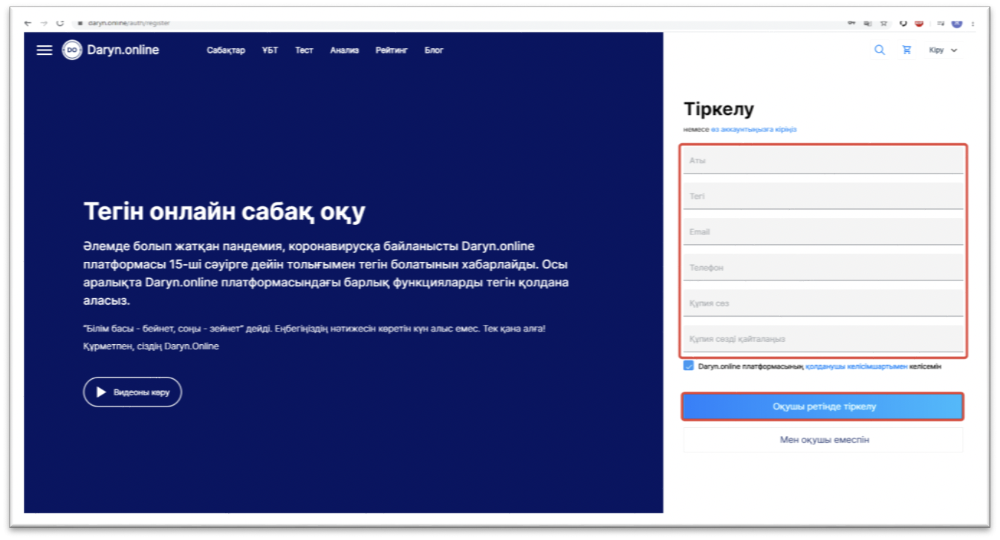 daryn.online/auth/register
DO Daryn.online Сабақтар ҰБТ Тест Анализ Рейтинг Блог Кіру
Тегін онлайн сабақ оқу
Әлемде болып жатқан пандемия, коронавирусқа байланысты Daryn.online
платформасы 15-ші сәуірге дейін толығымен тегін болатынын хабарлайды. Осы
аралықта Daryn.online платформасындағы барлық функцияларды тегін қолдана
аласыз.
"Білім басы - бейнет, соңы - зейнет" дейді. Еңбегіңіздің нәтижесін көретін күн алыс емес. Тек қана алға!
Құрметпен, сіздің Daryn.Online
Видеоны көру
Тіркелу
немесе өз аккаунтыңызға кіріңіз
Аты
Тегі
Email
Телефон
Құпия сөз
Құпия сөзді қайталаңыз
Daryn.online платформасының қолданушы келісімшартымен келісемін
Оқушы ретінде тіркелу
Мен оқушы емеспін